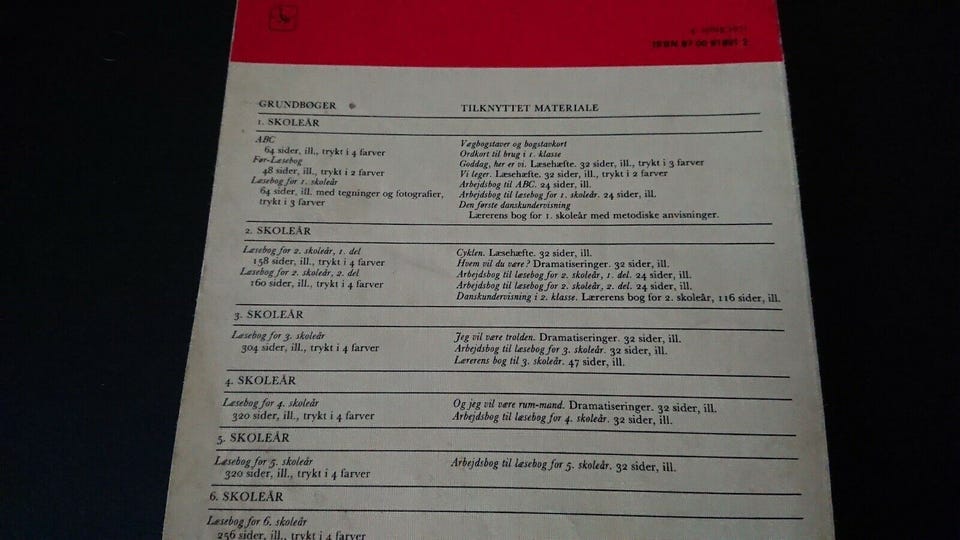 ISBN 87 00
GRUNDBØGER
TILKNYTTET MATERIALE
1. SKOLEÅR
ABC
64 sider, ill., trykt i 4 farver
Før-Læsebog
48 sider, ill., trykt i 2 farver
Læsebog for 1. skoleår
64 sider, ill. med tegninger og fotografier,
trykt i 3 farver
Vægbogstaver og bogstavkort
Ordkort til brug i 1. klasse
Goddag, her er vi. Læsehæfte. 32 sider, ill., trykt i 3 farver
Vi leger. Læsehæfte. 32 sider, ill., trykt i 2 farver
Arbejdsbog til ABC. 24 sider, ill.
Arbejdsbog til læsebog for 1. skoleår. 24 sider, ill.
Den første danskundervisning
Lærerens bog for 1. skoleår med metodiske anvisninger.
2. SKOLEÅR
Læsebog for 2. skoleår, 1. del
158 sider, ill., trykt i 4 farver
Læsebog for 2. skoleår, 2. del
160 sider, ill., trykt i 4 farver
Cyklen. Læsehæfte. 32 sider, ill.
Hvem vil du være? Dramatiseringer. 32 sider, ill.
Arbejdsbog til læsebog for 2. skoleår, 1. del. 24 sider, ill.
Arbejdsbog til læsebog for 2. skoleår, 2. del. 24 sider, ill.
Danskundervisning i 2. klasse. Lærerens bog for 2. skoleår, 116 sider, ill.
3. SKOLEÅR
Læsebog for 3. skoleår
304 sider, ill., trykt i 4 farver
Jeg vil være trolden. Dramatiseringer. 32 sider, ill.
Arbejdsbog til læsebog for 3. skoleår. 32 sider, ill.
Lærerens bog til 3. skoleår. 47 sider, ill.
4. SKOLEÅR
Læsebog for 4. skoleår
320 sider, ill., trykt i 4 farver
Og jeg vil være rum-mand. Dramatiseringer. 32 sider, ill.
Arbejdsbog til læsebog for 4. skoleår. 32 sider, ill.
5. SKOLEÅR
Læsebog for 5. skoleår
320 sider, ill., trykt i 4 farver
Arbejdsbog til læsebog for 5. skoleår. 32 sider, ill.
6. SKOLEÅR
Læsebog for 6. skoleår
256 sider, ill., trykt i 4 farver